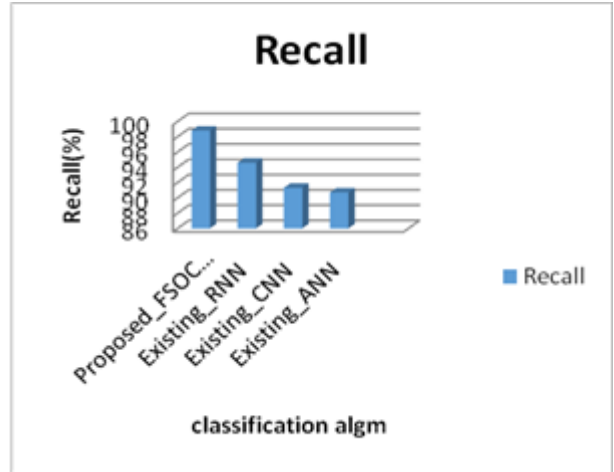 Recall
100
98
96
94
92
90
88
86
Recall(%)
Proposed_FSOC...
Existing_RNN
Existing_CNN
Existing_ANN
Recall
classification algm